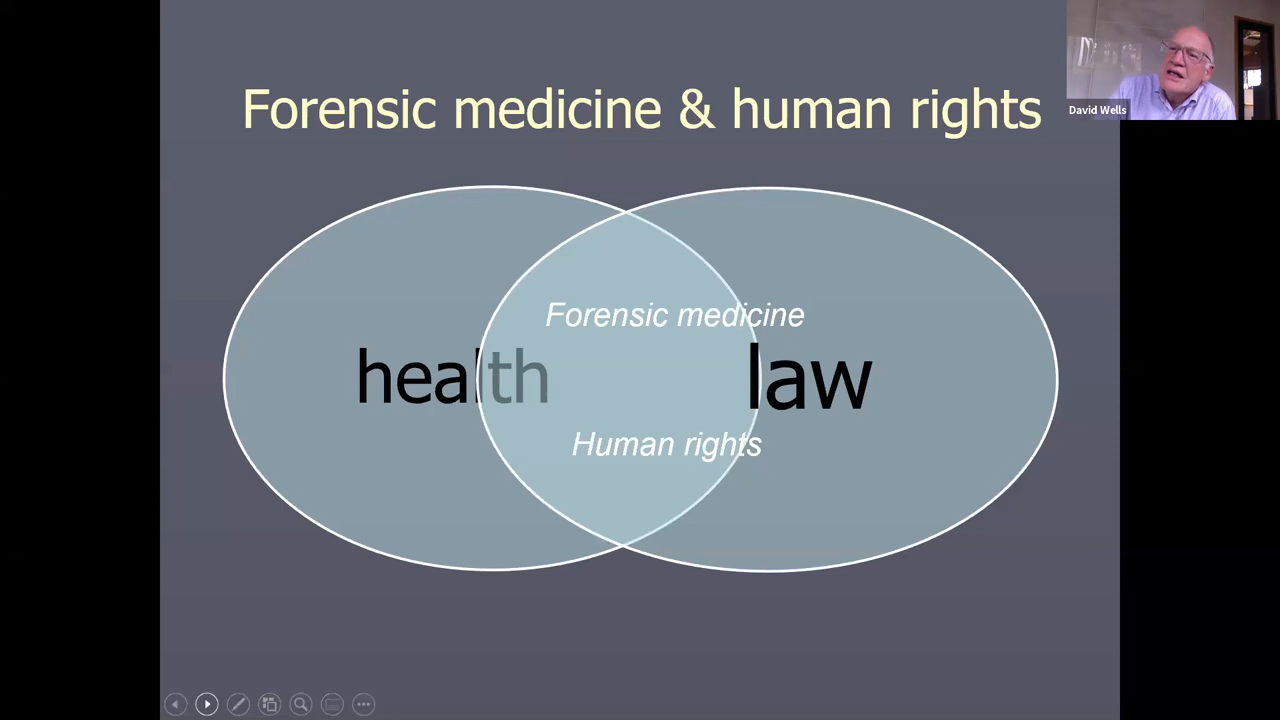 Forensic medicine & human rights
David Wells
Forensic medicine
health
law
Human rights